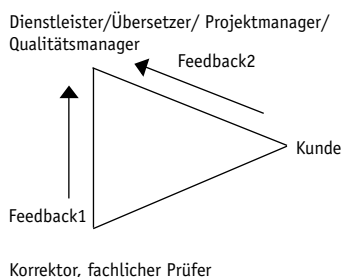 Dienstleister/Übersetzer/ Projektmanager/
Qualitätsmanager
Feedback2
Kunde
Feedback1
Korrektor, fachlicher Prüfer